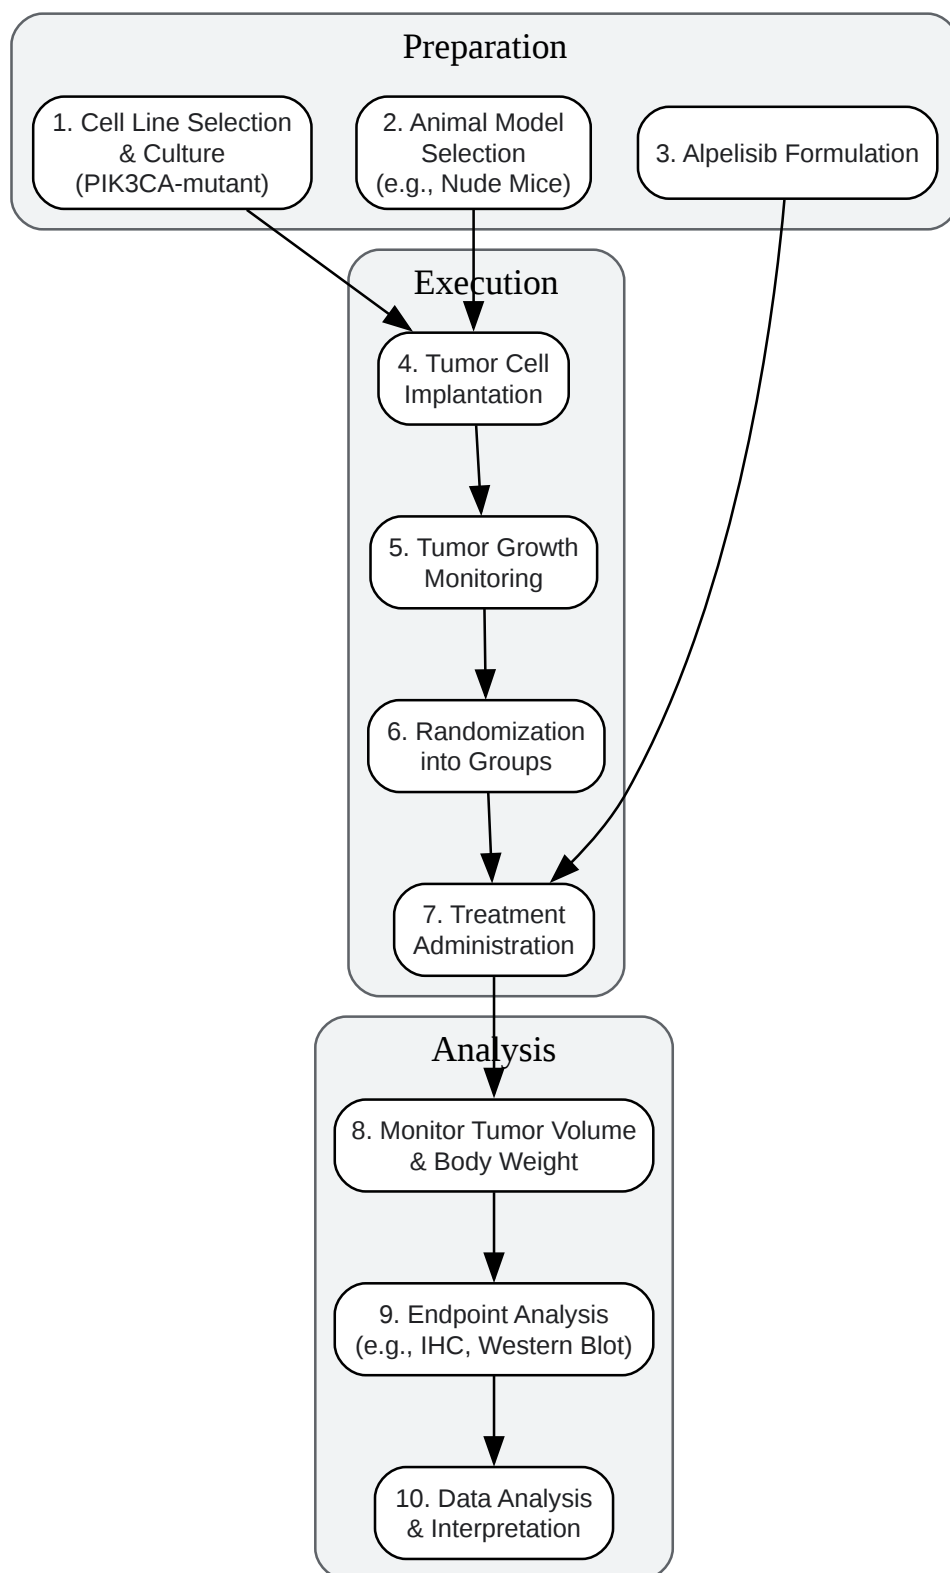 Preparation
1. Cell Line Selection
& Culture
(PIK3CA-mutant)
2. Animal Model
Selection
(e.g., Nude Mice)
3. Alpelisib Formulation
Execution
4. Tumor Cell
Implantation
5. Tumor Growth
Monitoring
6. Randomization
into Groups
7. Treatment
Administration
Analysis
8. Monitor Tumor Volume
& Body Weight
9. Endpoint Analysis
(e.g., IHC, Western Blot)
10. Data Analysis
& Interpretation